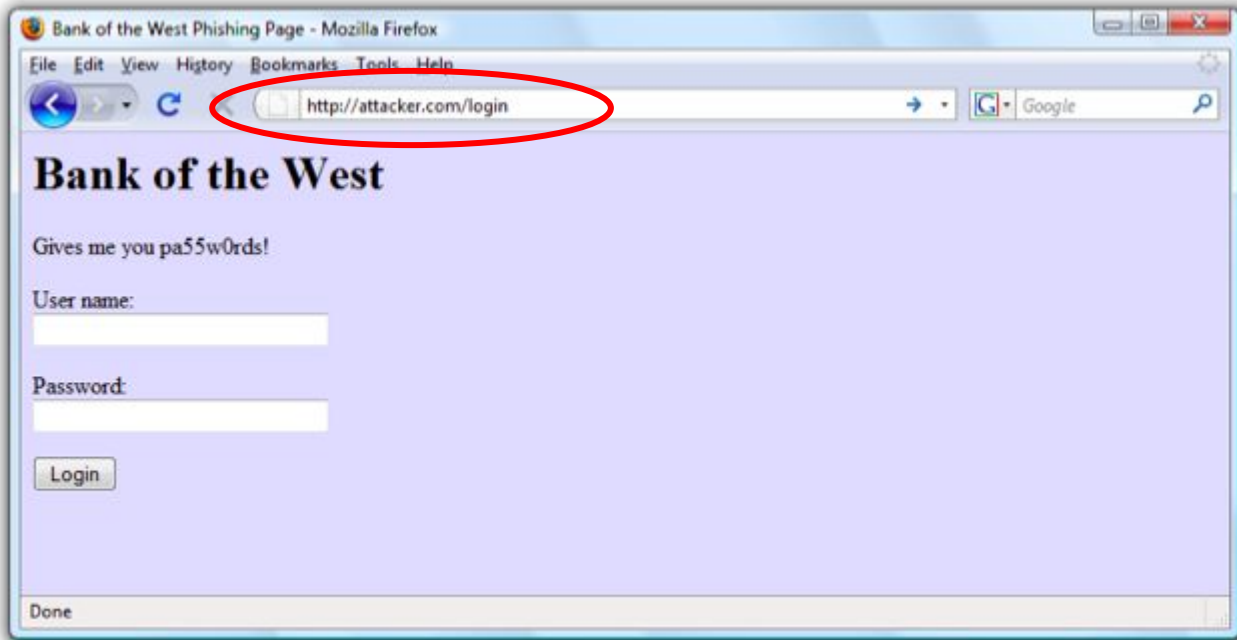 Bank of the West Phishing Page - Mozilla Firefox
File Edit View History Bookmarks Tools Help
http://attacker.com/login
G Google
Bank of the West
Gives me you pa55w0rds!
User name:
Password:
Login
Done